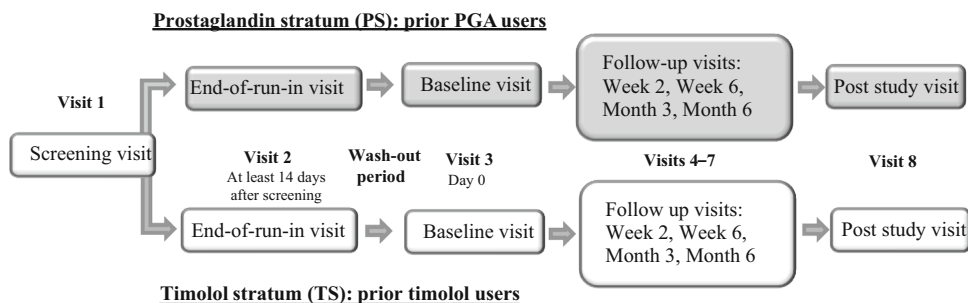 Prostaglandin stratum (PS): prior PGA users
Visit 1
Screening visit
End-of-run-in visit
Baseline visit
Follow-up visits:
Week 2, Week 6,
Month 3, Month 6
Post study visit
Visit 2
At least 14 days
after screening
Wash-out
period
Visit 3
Day 0
Visits 4–7
Visit 8
End-of-run-in visit
Baseline visit
Follow up visits:
Week 2, Week 6,
Month 3, Month 6
Post study visit
Timolol stratum (TS): prior timolol users